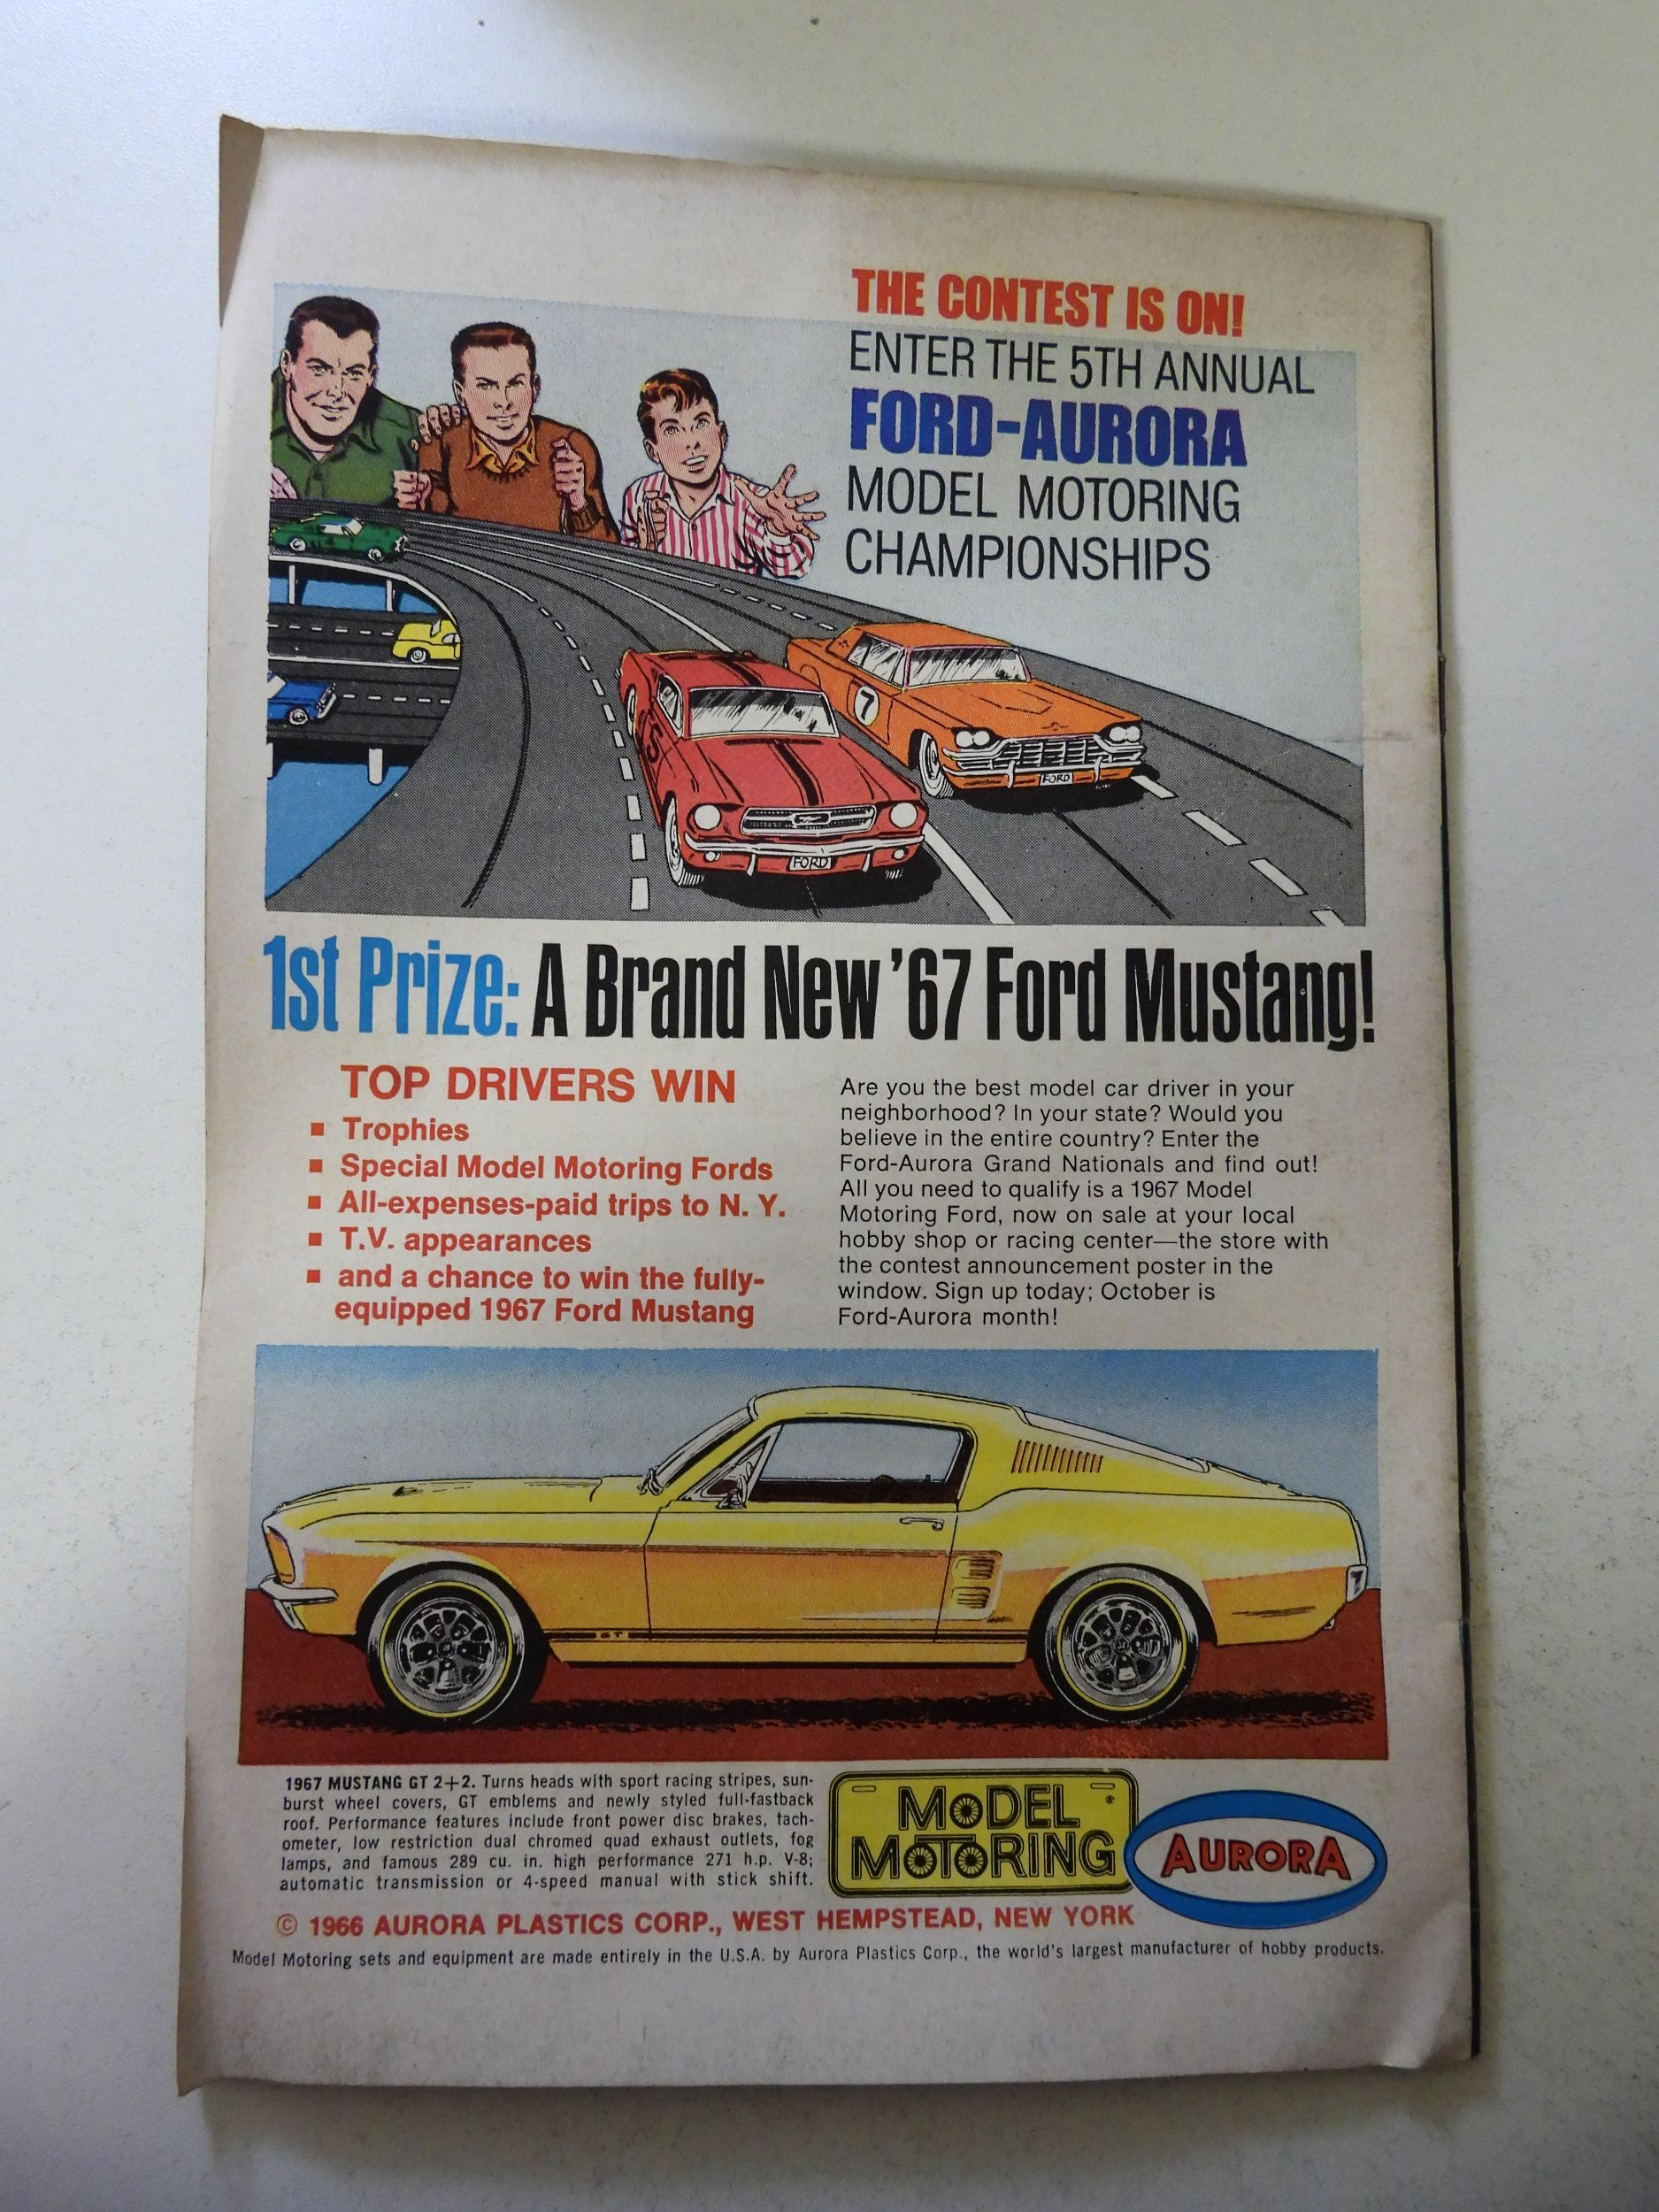 THE CONTEST IS ON!
ENTER THE 5TH ANNUAL
FORD-AURORA
MODEL MOTORING
CHAMPIONSHIPS
7
FORD
FORD
1st Prize: A Brand New '67 Ford Mustang!
TOP DRIVERS WIN
▪ Trophies
▪ Special Model Motoring Fords
▪ All-expenses-paid trips to N. Y.
▪ T.V. appearances
▪ and a chance to win the fully-
equipped 1967 Ford Mustang
Are you the best model car driver in your
neighborhood? In your state? Would you
believe in the entire country? Enter the
Ford-Aurora Grand Nationals and find out!
All you need to qualify is a 1967 Model
Motoring Ford, now on sale at your local
hobby shop or racing center—the store with
the contest announcement poster in the
window. Sign up today; October is
Ford-Aurora month!
1967 MUSTANG GT 2+2. Turns heads with sport racing stripes, sun-
burst wheel covers, GT emblems and newly styled full-fastback
roof. Performance features include front power disc brakes, tach-
ometer, low restriction dual chromed quad exhaust outlets, fog
lamps, and famous 289 cu. in. high performance 271 h.p. V-8;
automatic transmission or 4-speed manual with stick shift.
MODEL
MOTORING
®
AURORA
© 1966 AURORA PLASTICS CORP., WEST HEMPSTEAD, NEW YORK
Model Motoring sets and equipment are made entirely in the U.S.A. by Aurora Plastics Corp., the world's largest manufacturer of hobby products.